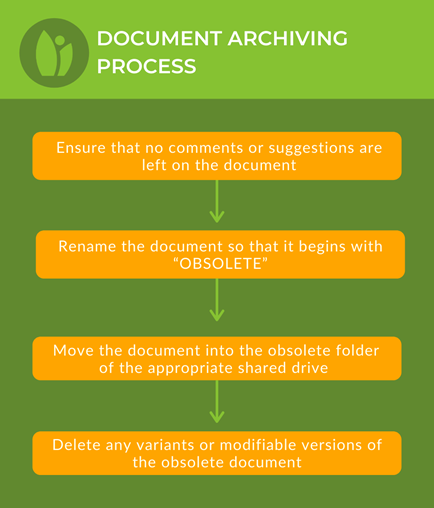 DOCUMENT ARCHIVING
PROCESS
Ensure that no comments or suggestions are
left on the document
Rename the document so that it begins with
“OBSOLETE”
Move the document into the obsolete folder
of the appropriate shared drive
Delete any variants or modifiable versions of
the obsolete document